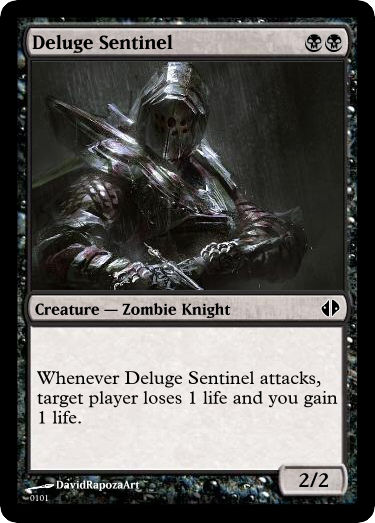 Deluge Sentinel
Creature — Zombie Knight
Whenever Deluge Sentinel attacks,
target player loses 1 life and you gain
1 life.
2/2
DavidRapozaArt
0101